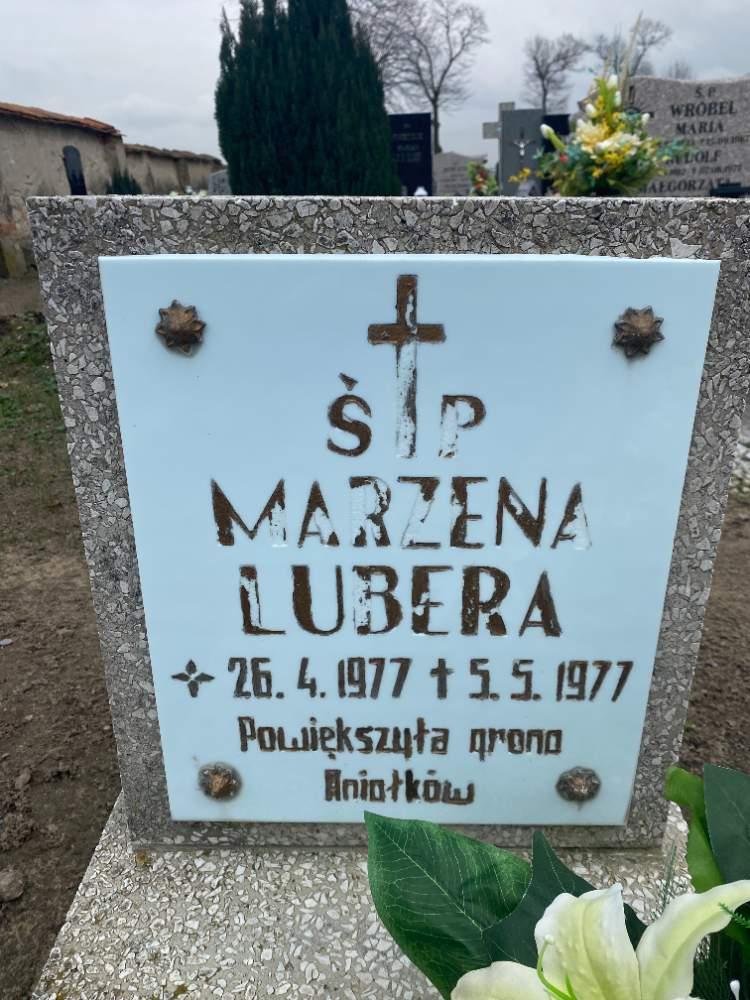 Ś P
MARZENA
LUBERA
26. 4. 1977 † 5. 5. 1977
Powiększyła grono
Aniołków
Ś. P.
WRÓBEL
MARIA